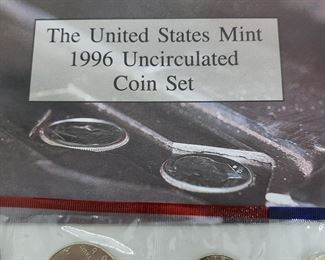 The United States Mint
1996 Uncirculated
Coin Set